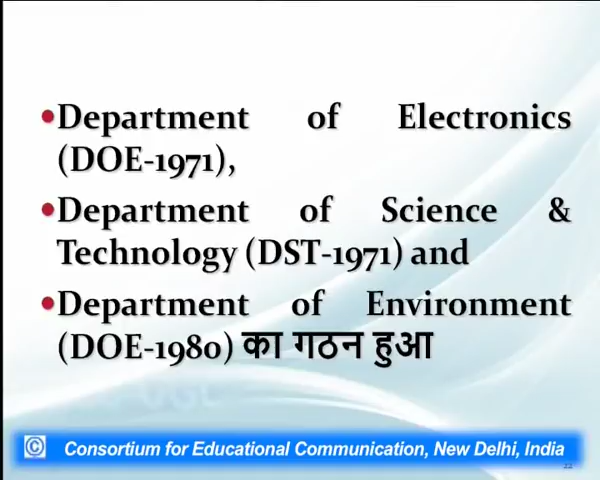 •Department of Electronics
(DOE-1971),
•Department of Science &
Technology (DST-1971) and
•Department of Environment
(DOE-1980) का गठन हुआ
© Consortium for Educational Communication, New Delhi, India
22